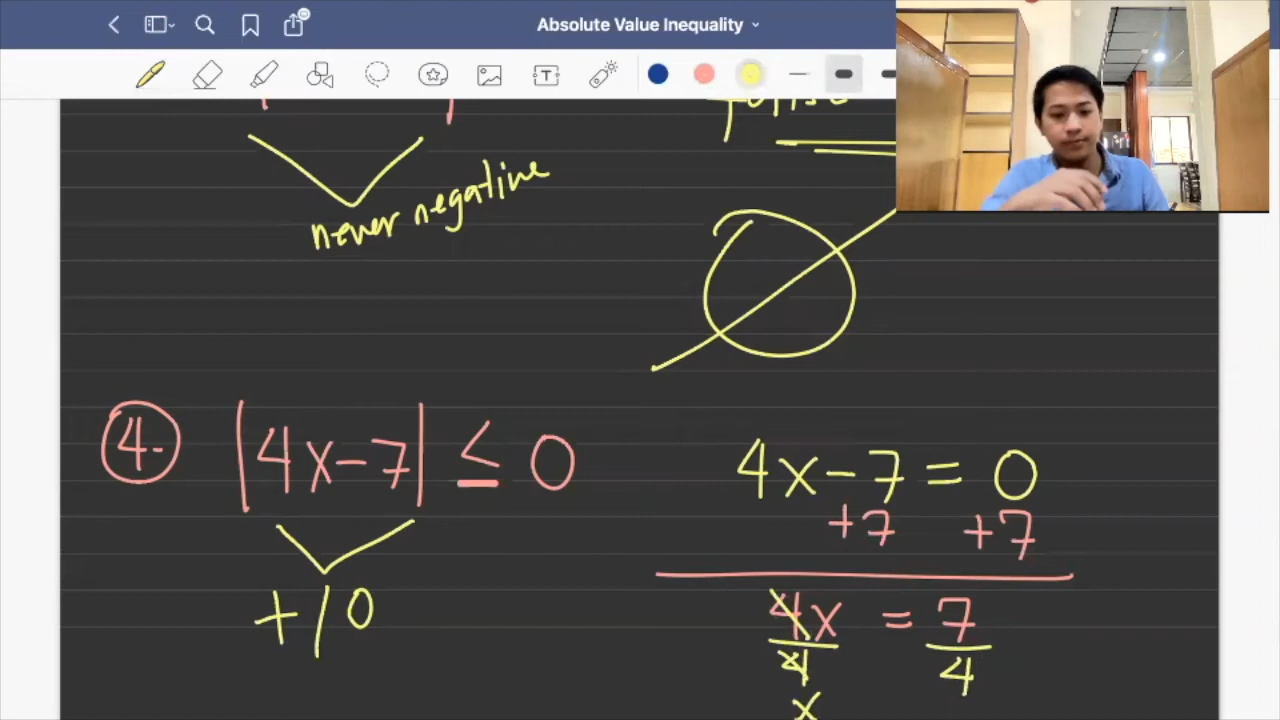 Absolute Value Inequality
never negative
4. |4x-7| ≤ 0
+/0
4x-7 = 0
+7 +7
4x = 7
4 4
x